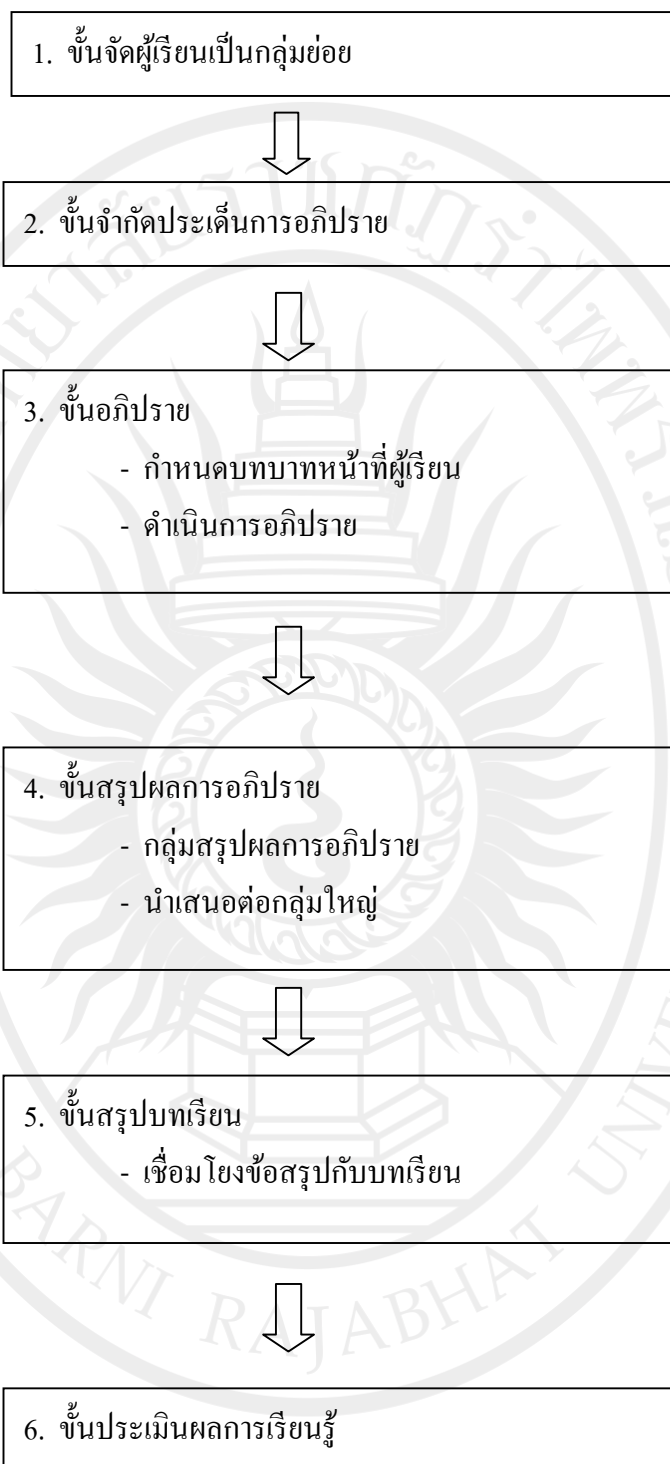 1. ขั้นจัดผู้เรียนเป็นกลุ่มย่อย
2. ขั้นจำกัดประเด็นการอภิปราย
3. ขั้นอภิปราย
- กำหนดบทบาทหน้าที่ผู้เรียน
- ดำเนินการอภิปราย
4. ขั้นสรุปผลการอภิปราย
- กลุ่มสรุปผลการอภิปราย
- นำเสนอต่อกลุ่มใหญ่
5. ขั้นสรุปบทเรียน
- เชื่อมโยงข้อสรุปกับบทเรียน
6. ขั้นประเมินผลการเรียนรู้
RAJABHAT